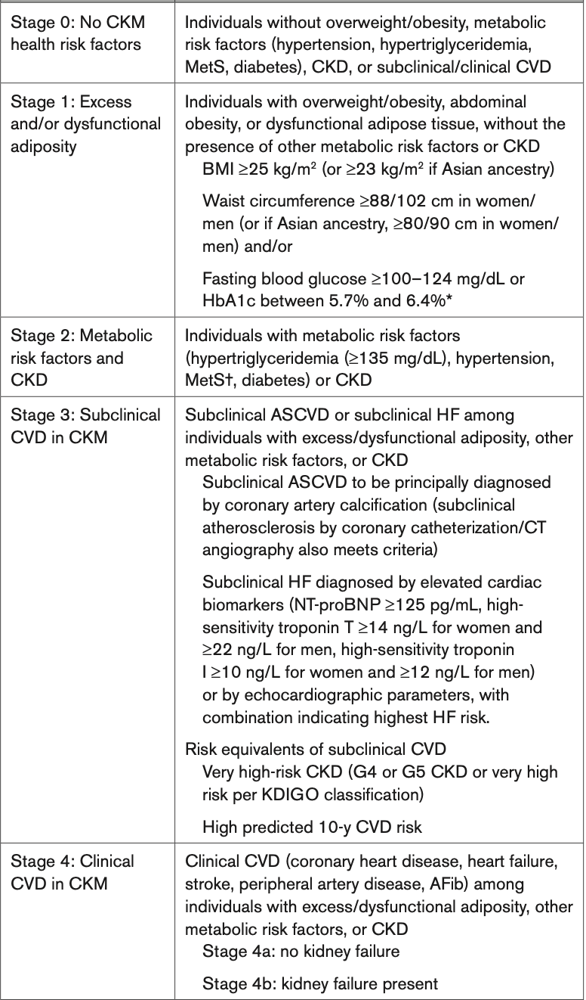 Stage 0: No CKM
health risk factors
Individuals without overweight/obesity, metabolic
risk factors (hypertension, hypertriglyceridemia,
MetS, diabetes), CKD, or subclinical/clinical CVD
Stage 1: Excess
and/or dysfunctional
adiposity
Individuals with overweight/obesity, abdominal
obesity, or dysfunctional adipose tissue, without the
presence of other metabolic risk factors or CKD
BMI ≥25 kg/m² (or ≥23 kg/m² if Asian ancestry)
Waist circumference ≥88/102 cm in women/
men (or if Asian ancestry, ≥80/90 cm in women/
men) and/or
Fasting blood glucose ≥100–124 mg/dL or
HbA1c between 5.7% and 6.4%*
Stage 2: Metabolic
risk factors and
CKD
Individuals with metabolic risk factors
(hypertriglyceridemia (≥135 mg/dL), hypertension,
MetS†, diabetes) or CKD
Stage 3: Subclinical
CVD in CKM
Subclinical ASCVD or subclinical HF among
individuals with excess/dysfunctional adiposity, other
metabolic risk factors, or CKD
Subclinical ASCVD to be principally diagnosed
by coronary artery calcification (subclinical
atherosclerosis by coronary catheterization/CT
angiography also meets criteria)
Subclinical HF diagnosed by elevated cardiac
biomarkers (NT-proBNP ≥125 pg/mL, high-
sensitivity troponin T ≥14 ng/L for women and
≥22 ng/L for men, high-sensitivity troponin
I ≥10 ng/L for women and ≥12 ng/L for men)
or by echocardiographic parameters, with
combination indicating highest HF risk.
Risk equivalents of subclinical CVD
Very high-risk CKD (G4 or G5 CKD or very high
risk per KDIGO classification)
High predicted 10-y CVD risk
Stage 4: Clinical
CVD in CKM
Clinical CVD (coronary heart disease, heart failure,
stroke, peripheral artery disease, AFib) among
individuals with excess/dysfunctional adiposity, other
metabolic risk factors, or CKD
Stage 4a: no kidney failure
Stage 4b: kidney failure present